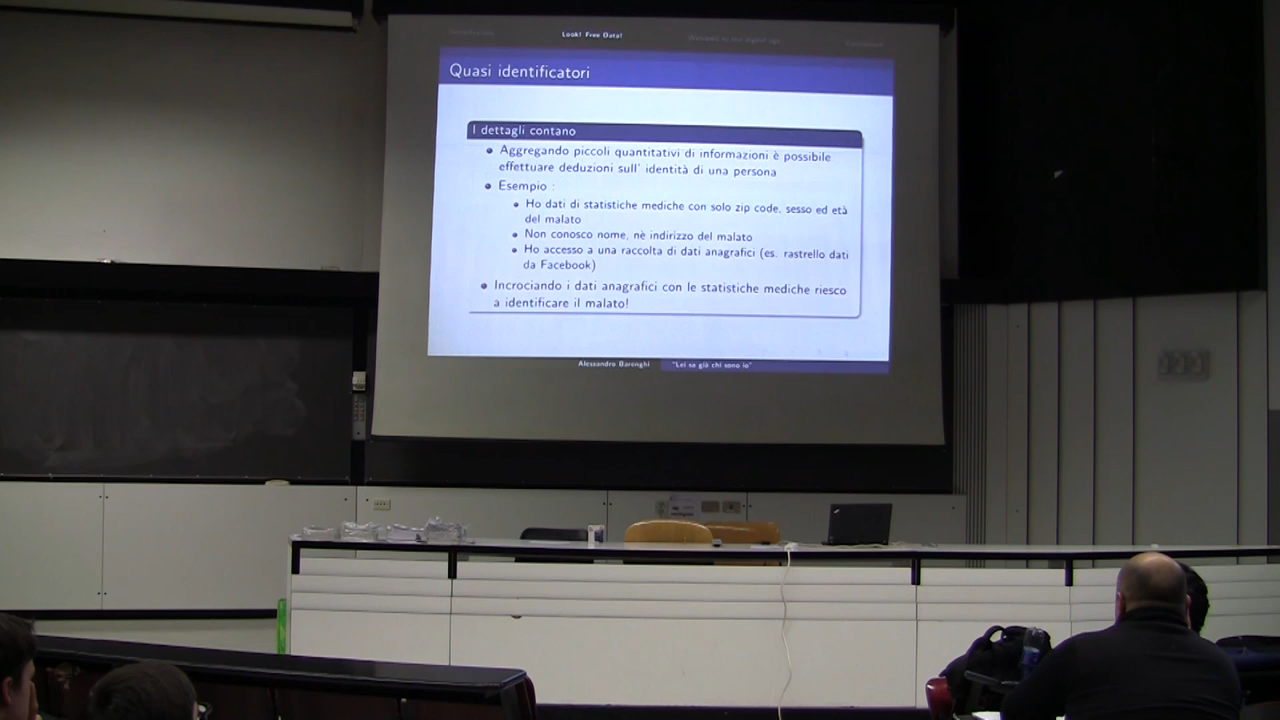 Look! Free Data!
Quasi identificatori
I dettagli contano
Aggregando piccoli quantitativi di informazioni è possibile
effettuare deduzioni sull' identità di una persona
Esempio :
Ho dati di statistiche mediche con solo zip code, sesso ed età
del malato
Non conosco nome, nè indirizzo del malato
Ho accesso a una raccolta di dati anagrafici (es. rastrello dati
da Facebook)
Incrociando i dati anagrafici con le statistiche mediche riesco
a identificare il malato!
Alessandro Barenghi
"Lei sa già chi sono io"